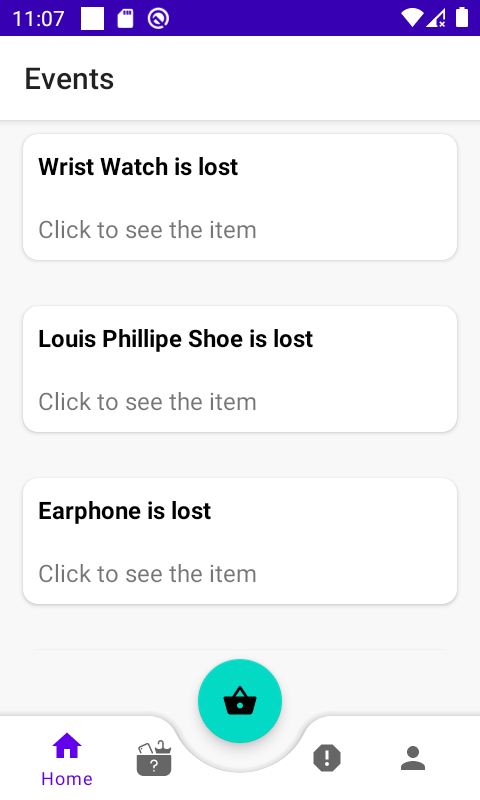 11:07
Events
Wrist Watch is lost
Click to see the item
Louis Phillipe Shoe is lost
Click to see the item
Earphone is lost
Click to see the item
?
Home